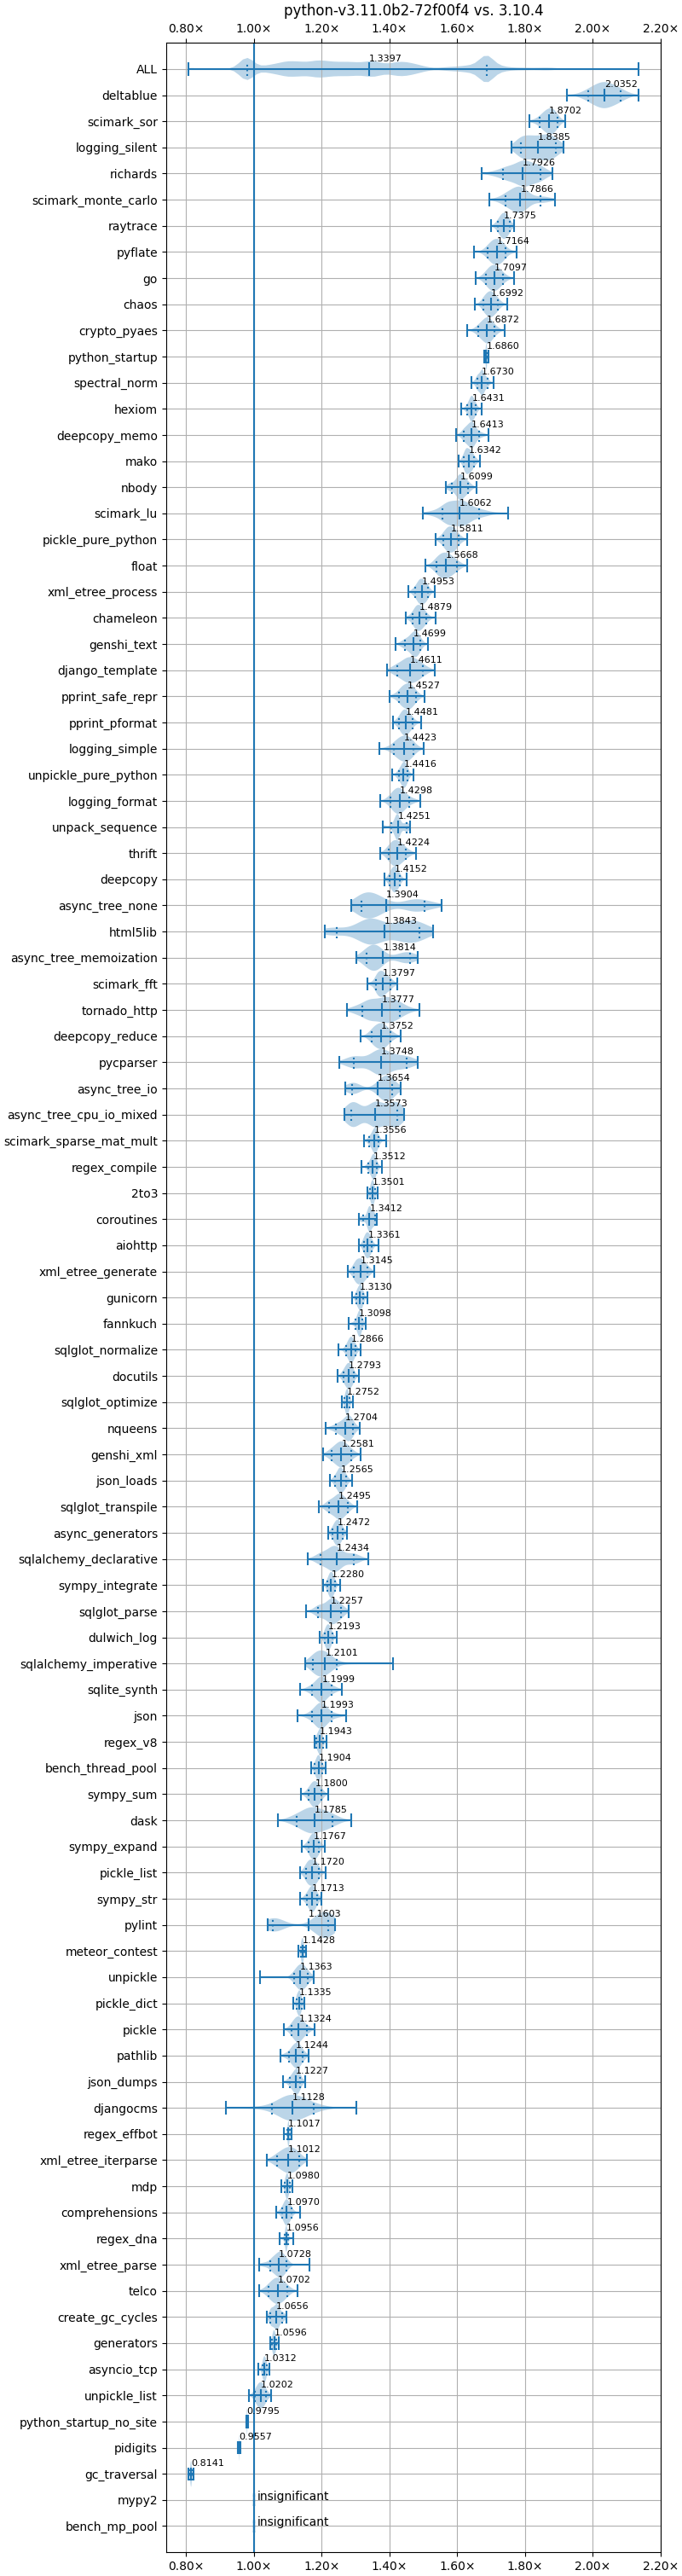 python-v3.11.0b2-72f00f4 vs. 3.10.4
0.80× 1.00× 1.20× 1.40× 1.60× 1.80× 2.00× 2.20×
ALL 1.3397
deltablue 2.0352
scimark_sor 1.8702
logging_silent 1.8385
richards 1.7926
scimark_monte_carlo 1.7866
raytrace 1.7375
pyflate 1.7164
go 1.7097
chaos 1.6992
crypto_pyaes 1.6872
python_startup 1.6860
spectral_norm 1.6730
hexiom 1.6431
deepcopy_memo 1.6413
mako 1.6342
nbody 1.6099
scimark_lu 1.6062
pickle_pure_python 1.5811
float 1.5668
xml_etree_process 1.4953
chameleon 1.4879
genshi_text 1.4699
django_template 1.4611
pprint_safe_repr 1.4527
pprint_pformat 1.4481
logging_simple 1.4423
unpickle_pure_python 1.4416
logging_format 1.4298
unpack_sequence 1.4251
thrift 1.4224
deepcopy 1.4152
async_tree_none 1.3904
html5lib 1.3843
async_tree_memoization 1.3814
scimark_fft 1.3797
tornado_http 1.3777
deepcopy_reduce 1.3752
pycparser 1.3748
async_tree_io 1.3654
async_tree_cpu_io_mixed 1.3573
scimark_sparse_mat_mult 1.3556
regex_compile 1.3512
2to3 1.3501
coroutines 1.3412
aiohttp 1.3361
xml_etree_generate 1.3145
gunicorn 1.3130
fannkuch 1.3098
sqlglot_normalize 1.2866
docutils 1.2793
sqlglot_optimize 1.2752
nqueens 1.2704
genshi_xml 1.2581
json_loads 1.2565
sqlglot_transpile 1.2495
async_generators 1.2472
sqlalchemy_declarative 1.2434
sympy_integrate 1.2280
sqlglot_parse 1.2257
dulwich_log 1.2193
sqlalchemy_imperative 1.2101
sqlite_synth 1.1999
json 1.1993
regex_v8 1.1943
bench_thread_pool 1.1904
sympy_sum 1.1800
dask 1.1785
sympy_expand 1.1767
pickle_list 1.1720
sympy_str 1.1713
pylint 1.1603
meteor_contest 1.1428
unpickle 1.1363
pickle_dict 1.1335
pickle 1.1324
pathlib 1.1244
json_dumps 1.1227
djangocms 1.1128
regex_effbot 1.1017
xml_etree_iterparse 1.1012
mdp 1.0980
comprehensions 1.0970
regex_dna 1.0956
xml_etree_parse 1.0728
telco 1.0702
create_gc_cycles 1.0656
generators 1.0596
asyncio_tcp 1.0312
unpickle_list 1.0202
python_startup_no_site 0.9795
pidigits 0.9557
gc_traversal 0.8141
mypy2 insignificant
bench_mp_pool insignificant
0.80× 1.00× 1.20× 1.40× 1.60× 1.80× 2.00× 2.20×